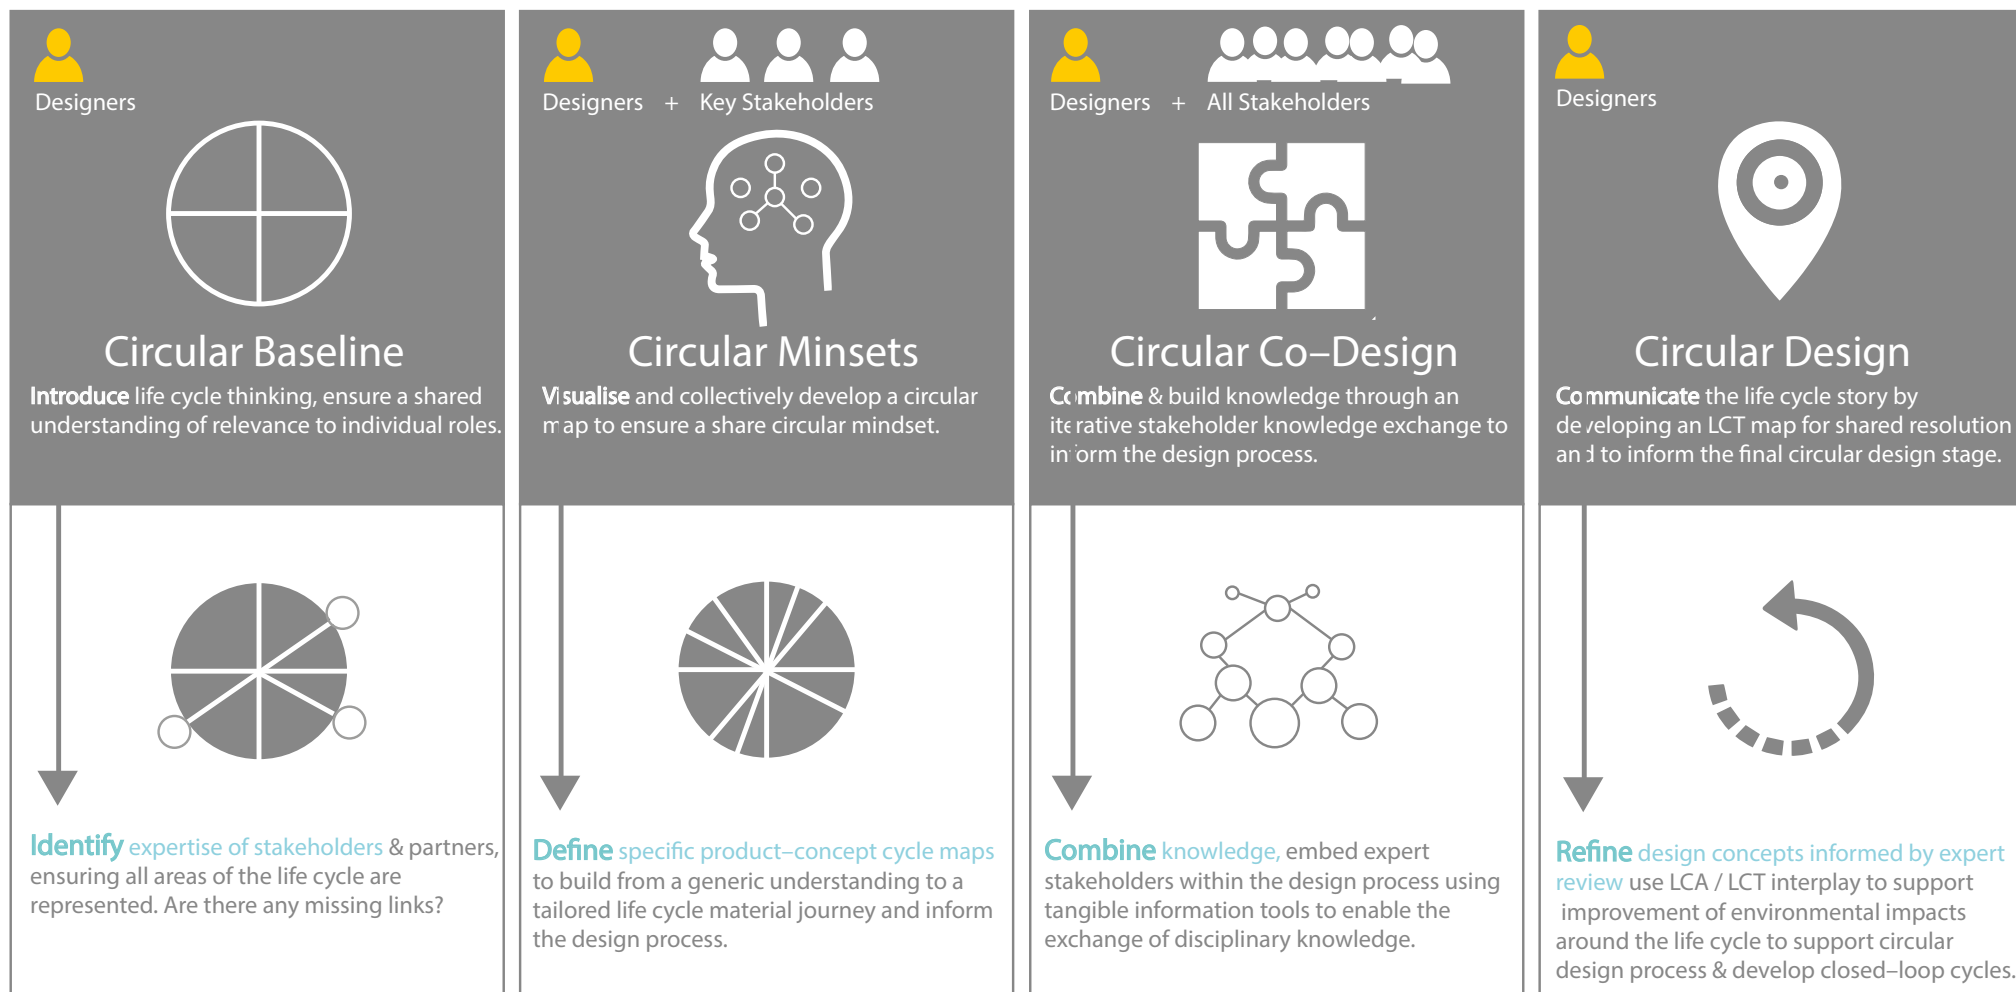 Designers
Circular Baseline
Introduce life cycle thinking, ensure a shared
understanding of relevance to individual roles.
Identify expertise of stakeholders & partners,
ensuring all areas of the life cycle are
represented. Are there any missing links?
Designers + Key Stakeholders
Circular Minsets
Visualise and collectively develop a circular
map to ensure a share circular mindset.
Define specific product–concept cycle maps
to build from a generic understanding to a
tailored life cycle material journey and inform
the design process.
Designers + All Stakeholders
Circular Co–Design
Combine & build knowledge through an
iterative stakeholder knowledge exchange to
inform the design process.
Combine knowledge, embed expert
stakeholders within the design process using
tangible information tools to enable the
exchange of disciplinary knowledge.
Designers
Circular Design
Communicate the life cycle story by
developing an LCT map for shared resolution
and to inform the final circular design stage.
Refine design concepts informed by expert
review use LCA / LCT interplay to support
improvement of environmental impacts
around the life cycle to support circular
design process & develop closed–loop cycles.